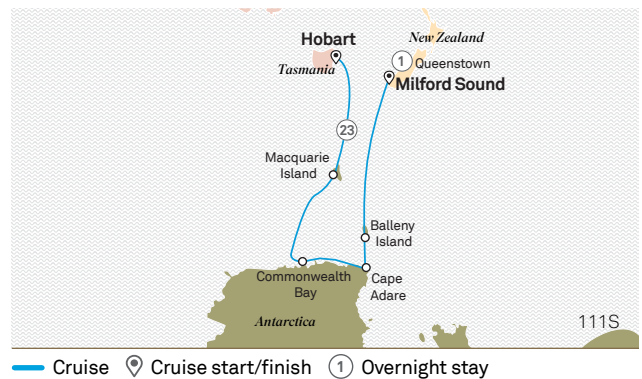 Hobart
New Zealand
Tasmania
1
Queenstown
Milford Sound
23
Macquarie
Island
Balleny
Island
Commonwealth
Bay
Cape
Adare
Antarctica
111S
Cruise
Cruise start/finish
1 Overnight stay